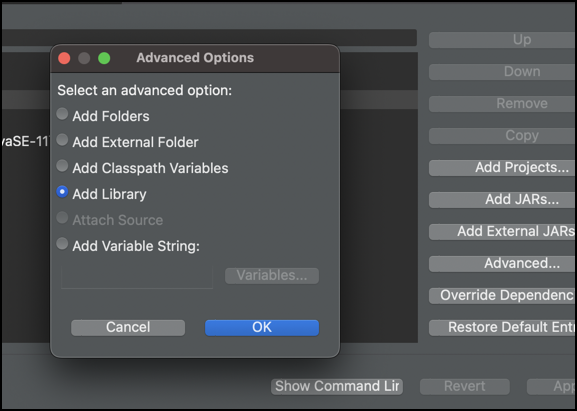 Advanced Options
Select an advanced option:
Add Folders
Add External Folder
Add Classpath Variables
Add Library
Attach Source
Add Variable String:
Variables...
Cancel
OK
vaSE-11
Up
Down
Remove
Copy
Add Projects...
Add JARs...
Add External JARs
Advanced...
Override Dependenc
Restore Default Entr
Show Command Lin
Revert
App